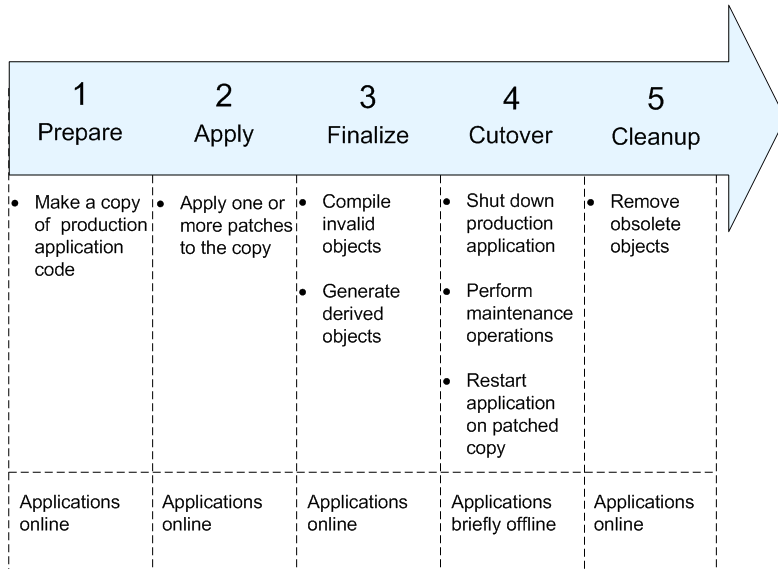 1
Prepare
2
Apply
3
Finalize
4
Cutover
5
Cleanup
• Make a copy
of production
application
code
• Apply one or
more patches
to the copy
• Compile
invalid
objects
• Generate
derived
objects
• Shut down
production
application
• Perform
maintenance
operations
• Restart
application
on patched
copy
• Remove
obsolete
objects
Applications
online
Applications
online
Applications
online
Applications
briefly offline
Applications
online